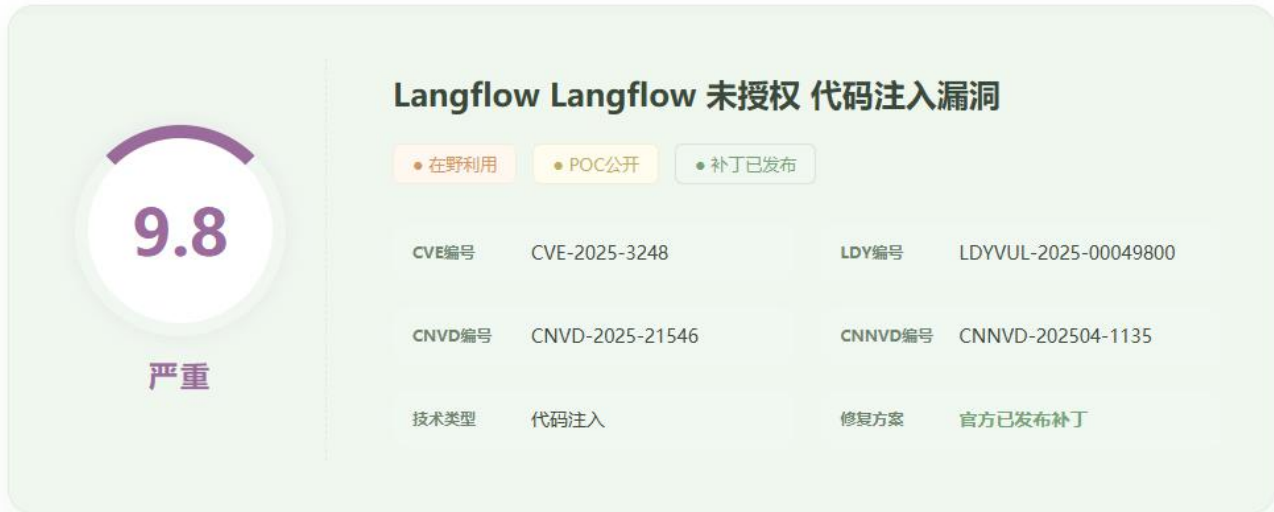 Langflow Langflow 未授权 代码注入漏洞
● 在野利用 ● POC公开 ● 补丁已发布
9.8
严重
CVE编号 CVE-2025-3248 LDY编号 LDYVUL-2025-00049800
CNVD编号 CNVD-2025-21546 CNNVD编号 CNNVD-202504-1135
技术类型 代码注入 修复方案 官方已发布补丁